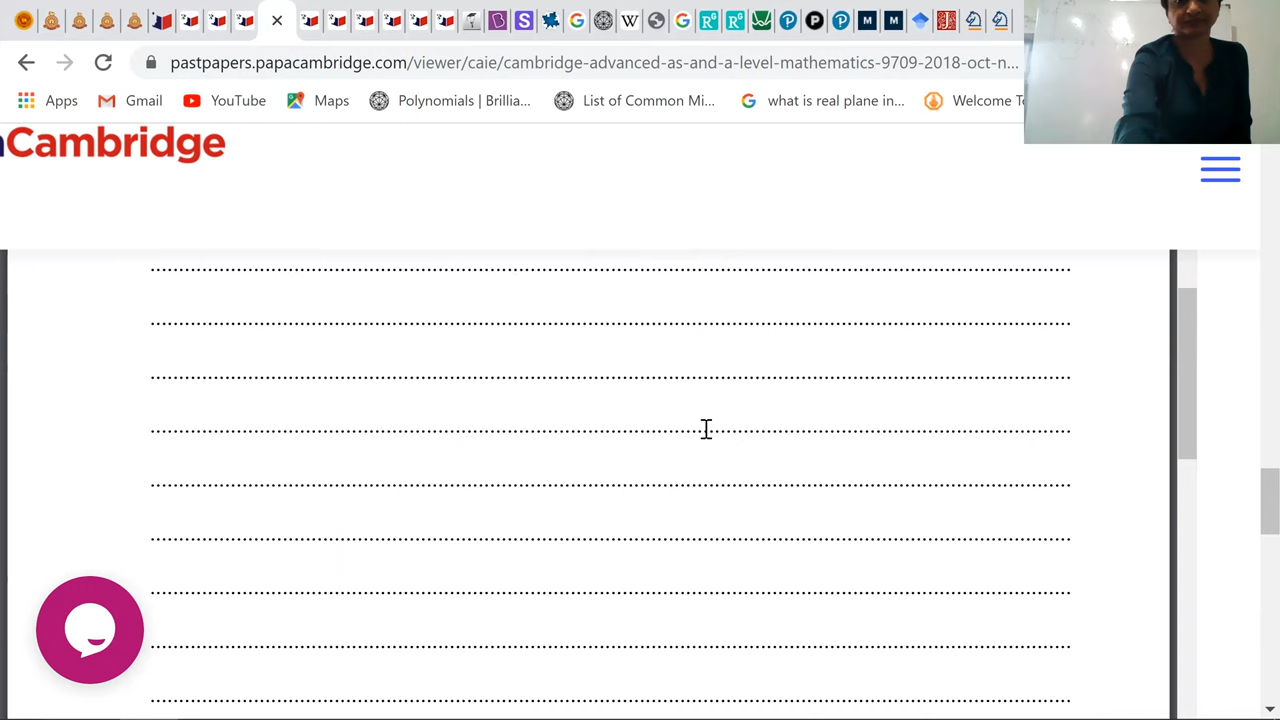 pastpapers.papacambridge.com/viewer/caie/cambridge-advanced-as-and-a-level-mathematics-9709-2018-oct-n...
Apps Gmail YouTube Maps Polynomials | Brillia... List of Common Mi... what is real plane in... Welcome To
Cambridge